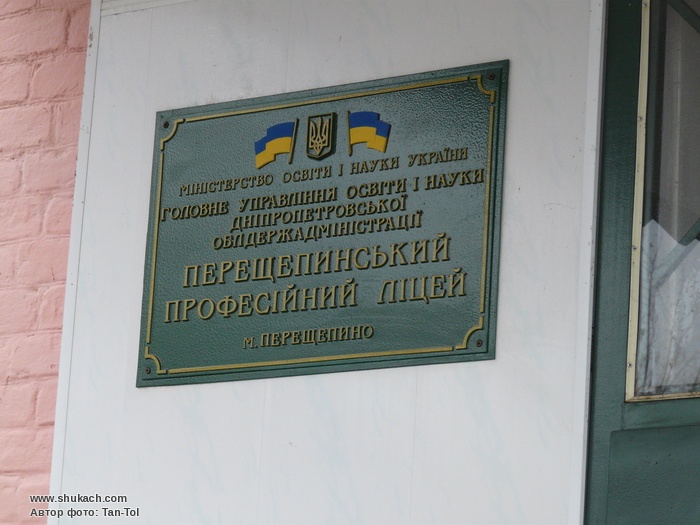 МІНІСТЕРСТВО ОСВІТИ І НАУКИ УКРАЇНИ
ГОЛОВНЕ УПРАВЛІННЯ ОСВІТИ І НАУКИ
ДНІПРОПЕТРОВСЬКОЇ
ОБЛДЕРЖАДМІНІСТРАЦІЇ
ПЕРЕЩЕПИНСЬКИЙ
ПРОФЕСІЙНИЙ ЛІЦЕЙ
м. ПЕРЕЩЕПИНО
www.shukach.com
Автор фото: Tan-Tol